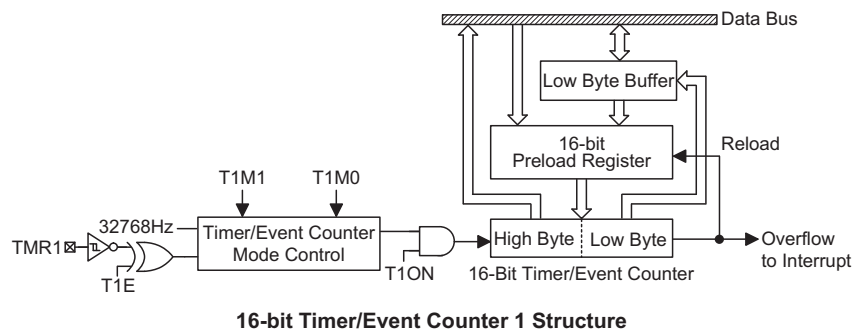 Data Bus
Low Byte Buffer
16-bit
Preload Register
Reload
T1M1
T1M0
32768Hz
TMR1
Timer/Event Counter
Mode Control
T1E
T1ON
High Byte
Low Byte
Overflow
to Interrupt
16-Bit Timer/Event Counter
16-bit Timer/Event Counter 1 Structure